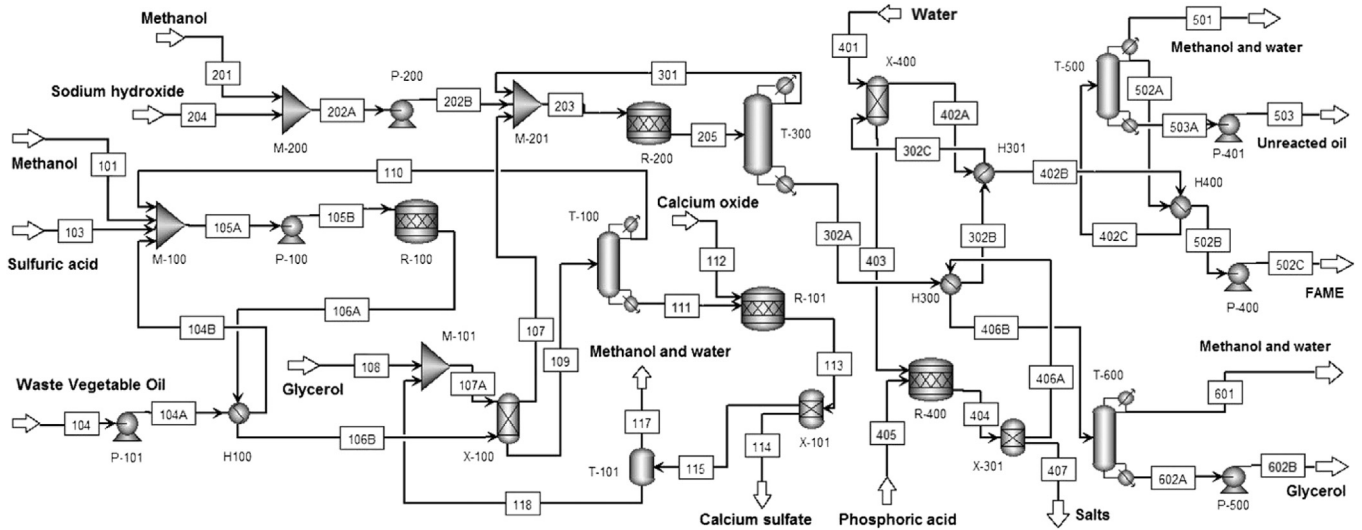 Methanol
201
P-200
Sodium hydroxide
204
M-200
202A
202B
301
M-201
203
R-200
205
T-300
Methanol
101
110
103
Sulfuric acid
M-100
105A
P-100
105B
R-100
106A
104B
Waste Vegetable Oil
104
P-101
104A
H100
106B
M-101
108
Glycerol
107A
107
109
X-100
T-100
111
Calcium oxide
112
R-101
113
X-101
114
Calcium sulfate
115
T-101
117
Methanol and water
118
Water
401
X-400
402A
302C
H301
402B
302A
302B
H300
403
406B
406A
R-400
405
Phosphoric acid
404
X-301
407
Salts
T-500
501
Methanol and water
502A
503A
P-401
503
Unreacted oil
H400
402C
502B
P-400
502C
FAME
Methanol and water
T-600
601
602A
P-500
602B
Glycerol